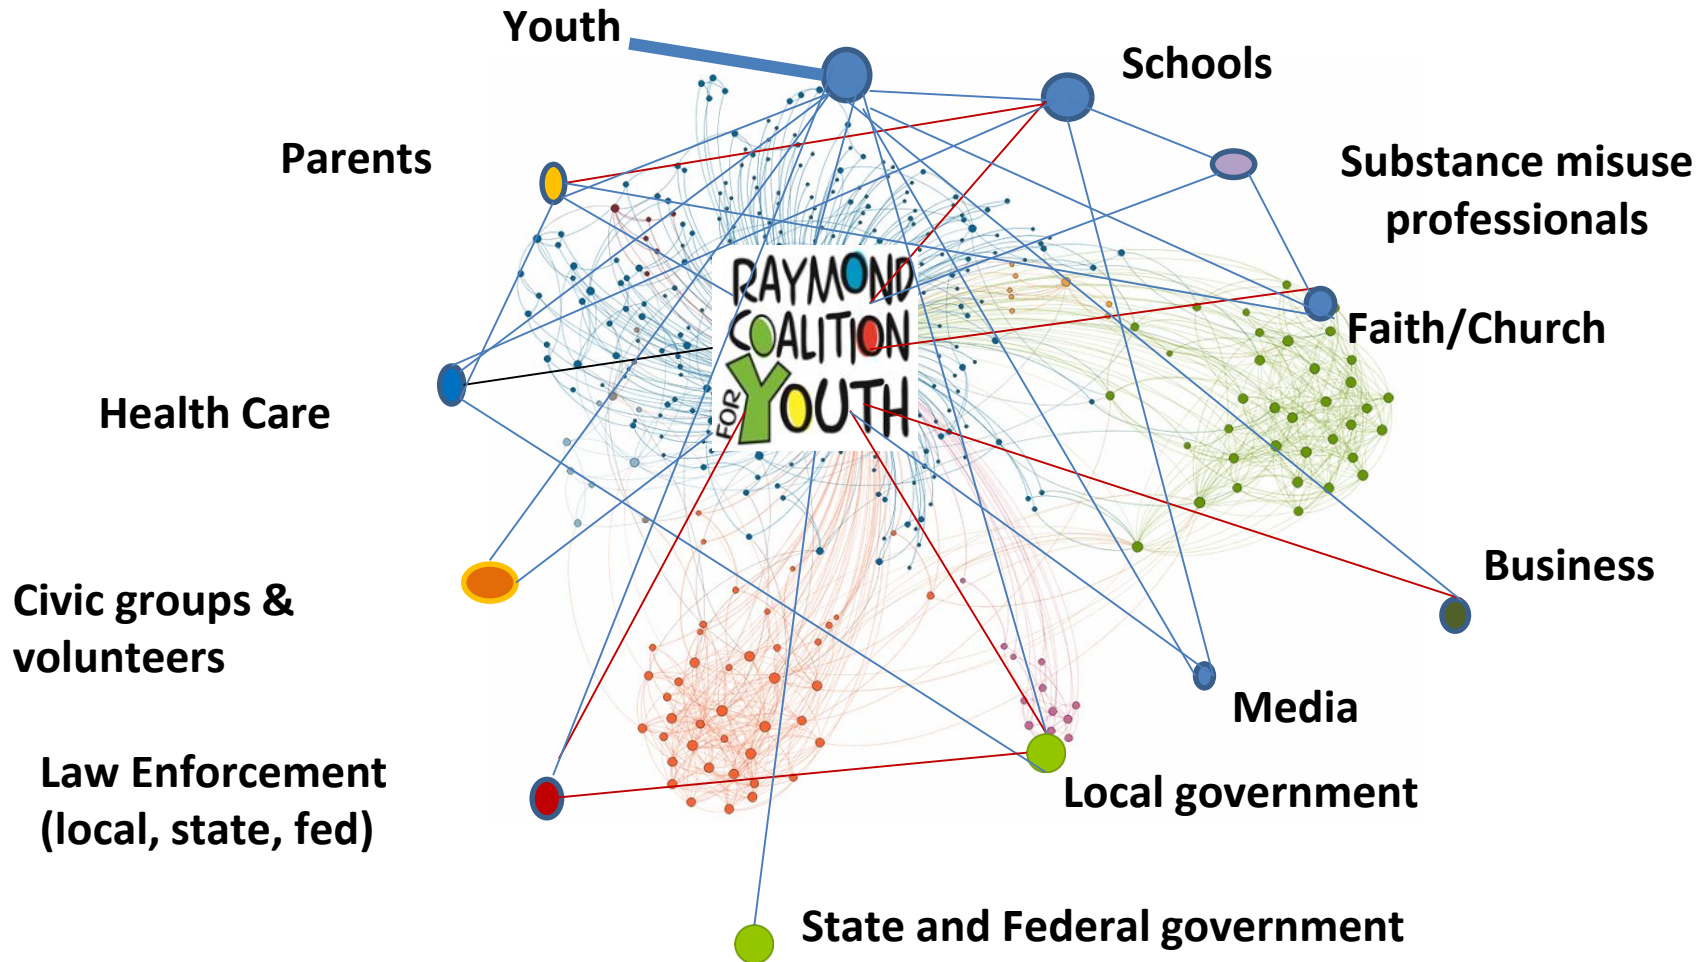 Youth
Schools
Parents
Substance misuse
professionals
RAYMOND
COALITION
FOR YOUTH
Faith/Church
Health Care
Business
Civic groups &
volunteers
Media
Law Enforcement
(local, state, fed)
Local government
State and Federal government